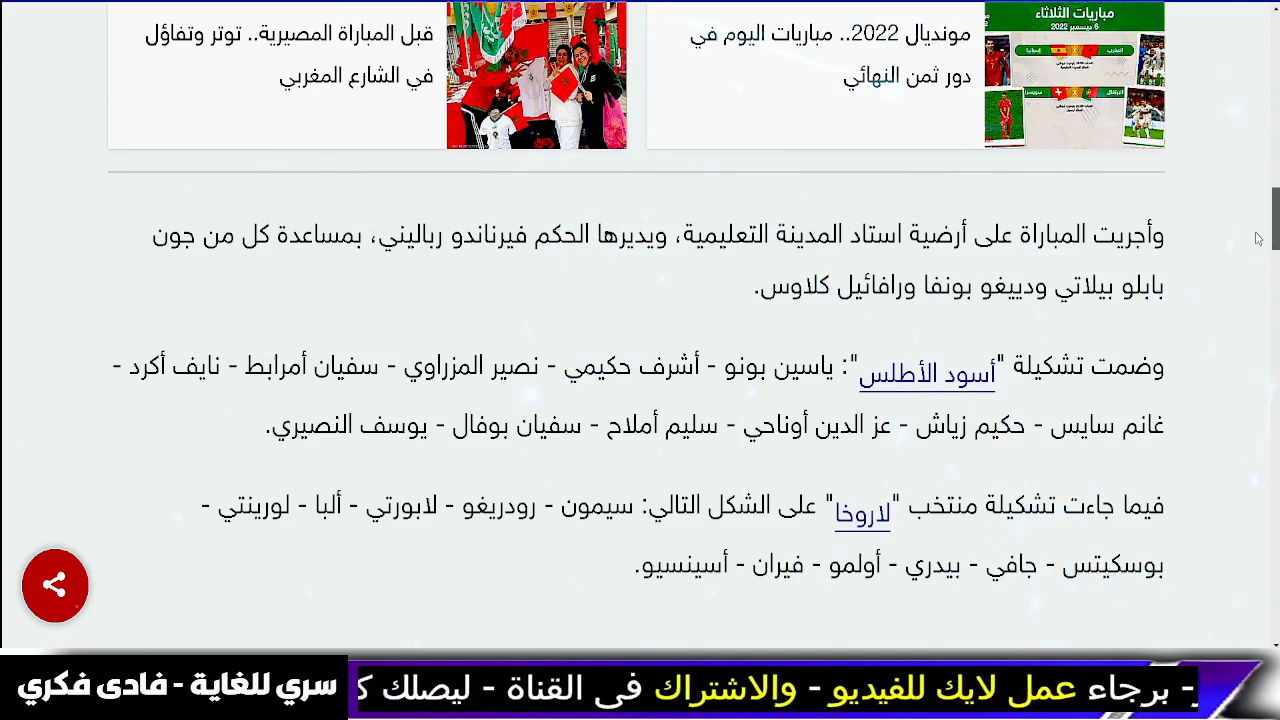 مونديال 2022.. مباريات اليوم في
دور ثمن النهائي
مباريات الثلاثاء
6 ديسمبر 2022
قبل المباراة المصيرية.. توتر وتفاؤل
في الشارع المغربي
وأجريت المباراة على أرضية استاد المدينة التعليمية، ويديرها الحكم فيرناندو رباليني، بمساعدة كل من جون
بابلو بيلاتي ودييغو بونفا ورافائيل كلاوس.
وضمت تشكيلة "أسود الأطلس": ياسين بونو - أشرف حكيمي - نصير المزراوي - سفيان أمرابط - نايف أكرد -
غانم سايس - حكيم زياش - عز الدين أوناحي - سليم أملاح - سفيان بوفال - يوسف النصيري.
فيما جاءت تشكيلة منتخب "لاروخا" على الشكل التالي: سيمون - رودريغو - لابورتي - ألبا - لورينتي -
بوسكيتس - جافي - بيدري - أولمو - فيران - أسينسيو.
- برجاء عمل لايك للفيديو - والاشتراك فى القناة - ليصلك
سري للغاية - فادى فكري